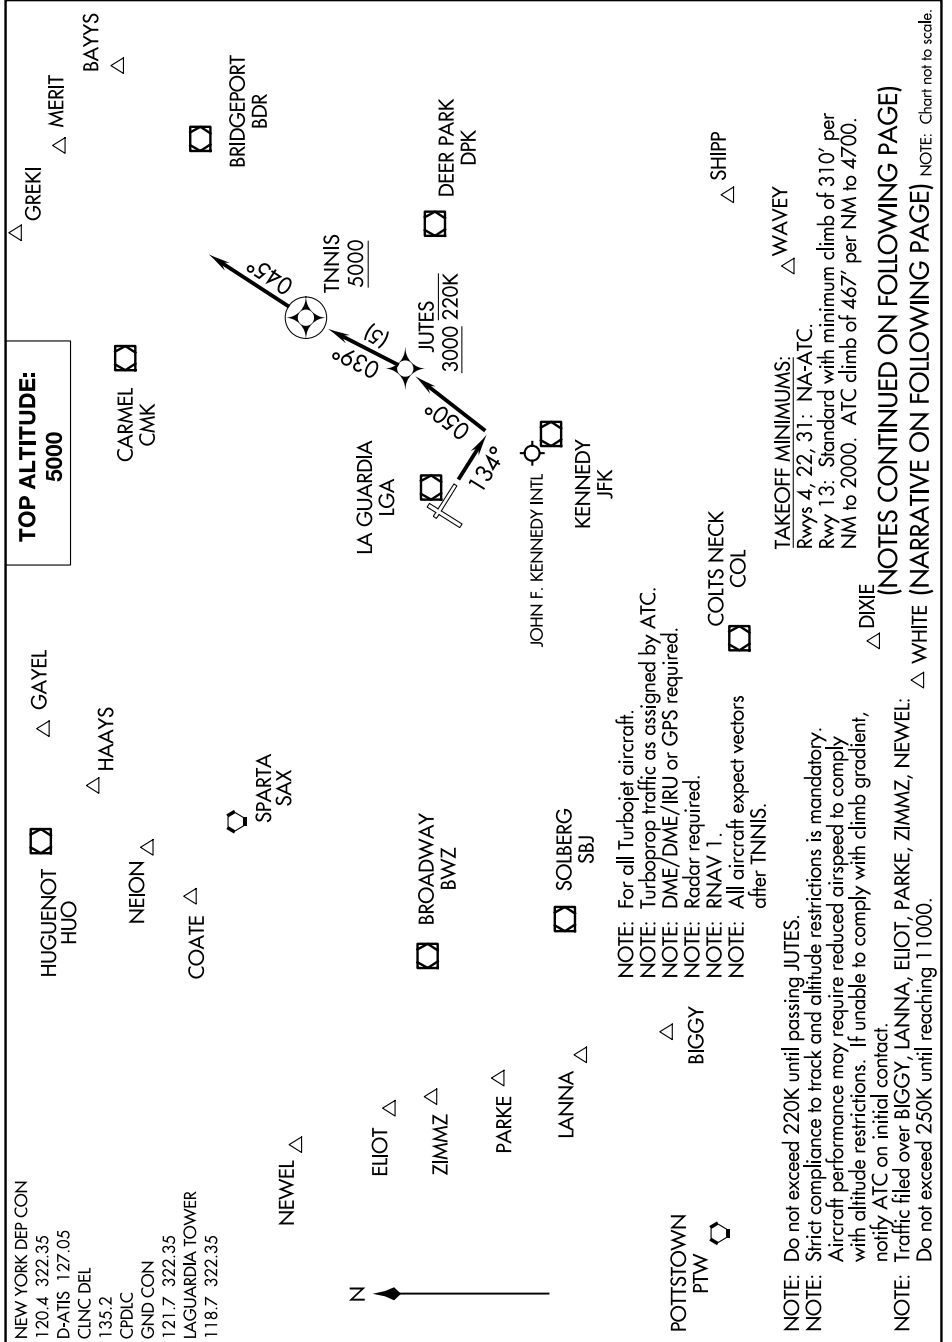 NEW YORK DEP CON
120.4 322.35
D-ATIS 127.05
CLNC DEL
135.2
CPDLC
GND CON
121.7 322.35
LAGUARDIA TOWER
118.7 322.35
TOP ALTITUDE:
5000
HUGUENOT
HUO
GAYEL
HAAYS
NEION
COATE
SPARTA
SAX
CARMEL
CMK
GREKI
MERIT
BAYYS
BRIDGEPORT
BDR
NEWEL
ELIOT
ZIMMZ
PARKE
LANNA
BIGGY
POTTSTOWN
PTW
N
BROADWAY
BWZ
SOLBERG
SBJ
LA GUARDIA
LGA
134°
050°
039°
(5)
045°
TNNIS
5000
JUTES
3000 220K
DEER PARK
DPK
JOHN F. KENNEDY INTL
KENNEDY
JFK
COLTS NECK
COL
SHIPP
WAVEY
DIXIE
WHITE
NOTE: For all Turbojet aircraft.
NOTE: Turboprop traffic as assigned by ATC.
NOTE: DME/DME/IRU or GPS required.
NOTE: Radar required.
NOTE: RNAV 1.
NOTE: All aircraft expect vectors
after TNNIS.
NOTE: Do not exceed 220K until passing JUTES.
NOTE: Strict compliance to track and altitude restrictions is mandatory.
Aircraft performance may require reduced airspeed to comply
with altitude restrictions. If unable to comply with climb gradient,
notify ATC on initial contact.
NOTE: Traffic filed over BIGGY, LANNA, ELIOT, PARKE, ZIMMZ, NEWEL:
Do not exceed 250K until reaching 11000.
TAKEOFF MINIMUMS:
Rwys 4, 22, 31: NA-ATC.
Rwy 13: Standard with minimum climb of 310' per
NM to 2000. ATC climb of 467' per NM to 4700.
(NOTES CONTINUED ON FOLLOWING PAGE)
(NARRATIVE ON FOLLOWING PAGE)
NOTE: Chart not to scale.